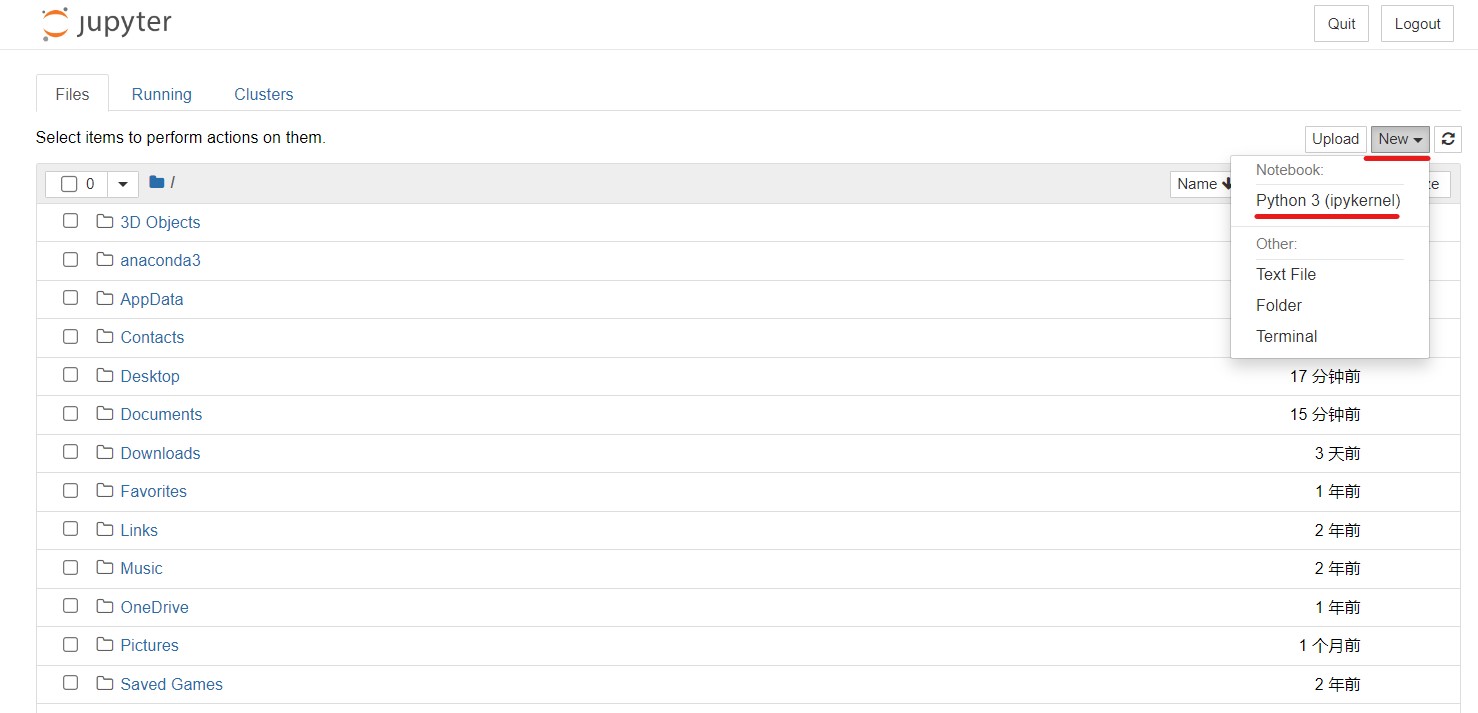 jupyter
Quit
Logout
Files
Running
Clusters
Select items to perform actions on them.
Upload
New
0
/
Name
Notebook:
Python 3 (ipykernel)
Other:
Text File
Folder
Terminal
3D Objects
anaconda3
AppData
Contacts
Desktop 17 分钟前
Documents 15 分钟前
Downloads 3 天前
Favorites 1 年前
Links 2 年前
Music 2 年前
OneDrive 1 年前
Pictures 1 个月前
Saved Games 2 年前